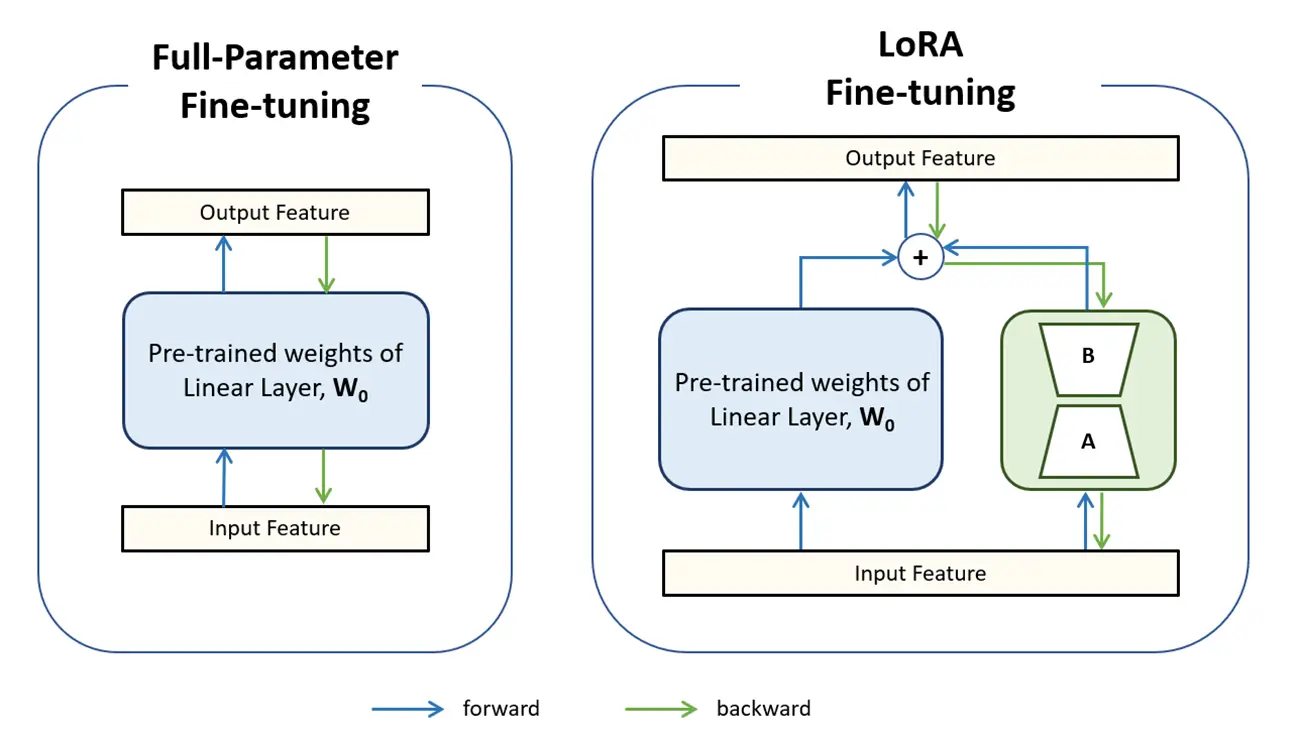 Full-Parameter
Fine-tuning
Output Feature
Pre-trained weights of
Linear Layer, W₀
Input Feature
LoRA
Fine-tuning
Output Feature
+
Pre-trained weights of
Linear Layer, W₀
B
A
Input Feature
forward
backward